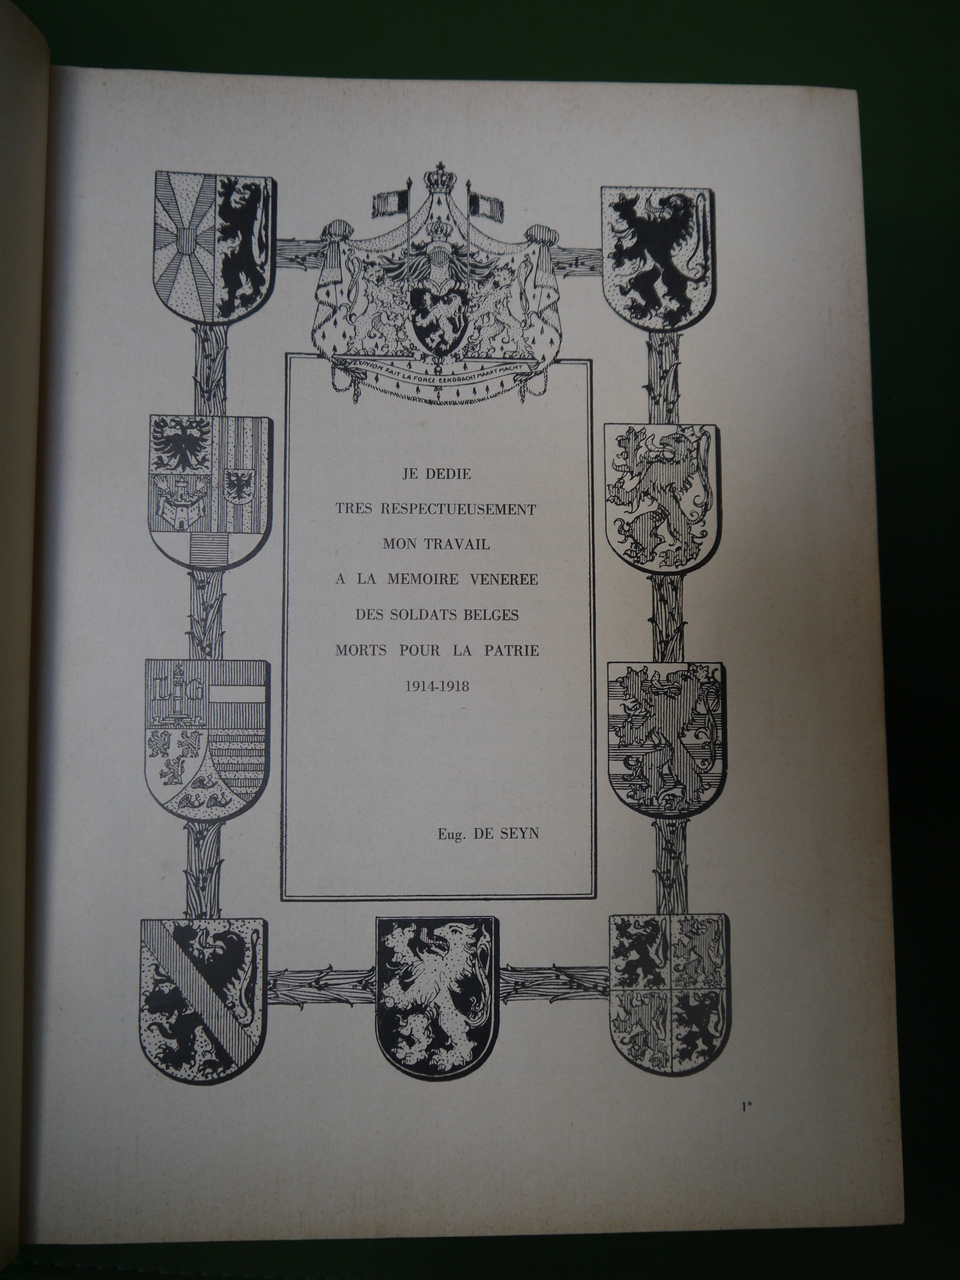 L'UNION FAIT LA FORCE EENDRACHT MAAKT MACHT
JE DEDIE
TRES RESPECTUEUSEMENT
MON TRAVAIL
A LA MEMOIRE VENEREE
DES SOLDATS BELGES
MORTS POUR LA PATRIE
1914-1918
L G
Eug. DE SEYN
1*